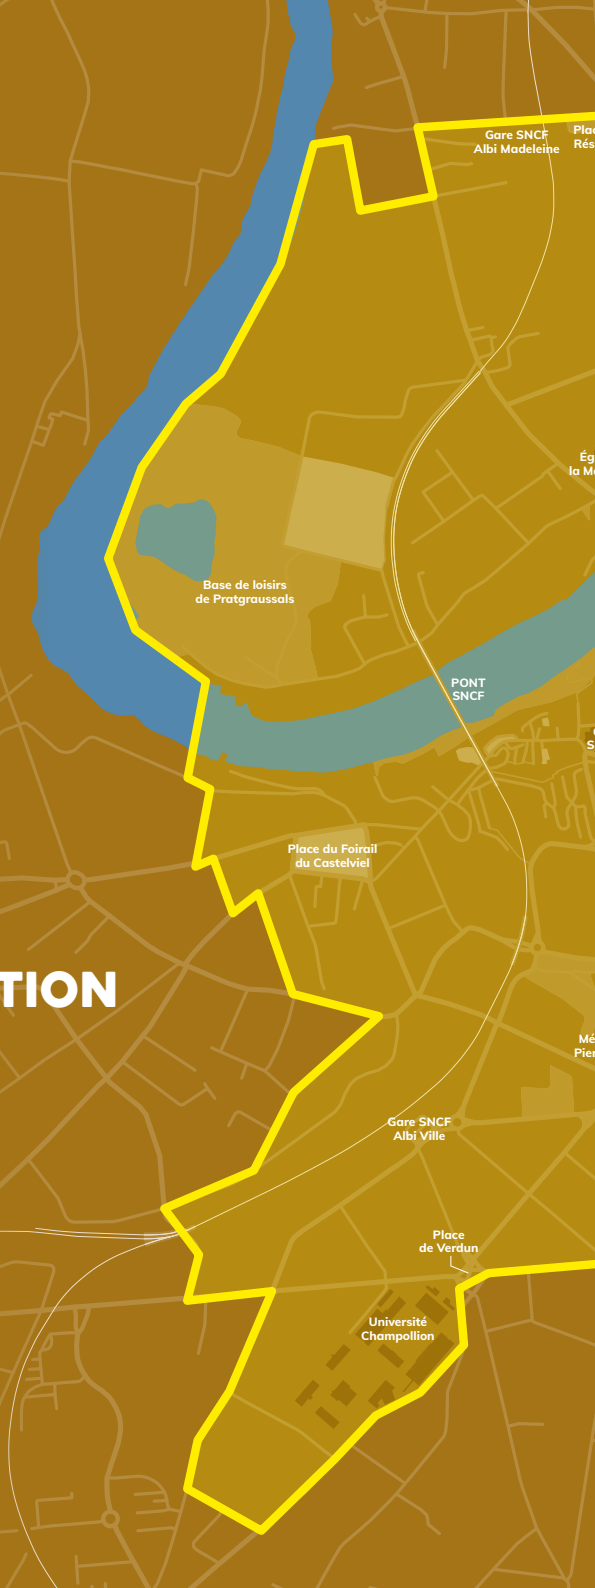 Gare SNCF
Albi Madeleine
Base de loisirs
de Pratgraussals
PONT
SNCF
Place du Foirail
du Castelviel
TION
Gare SNCF
Albi Ville
Place
de Verdun
Université
Champollion